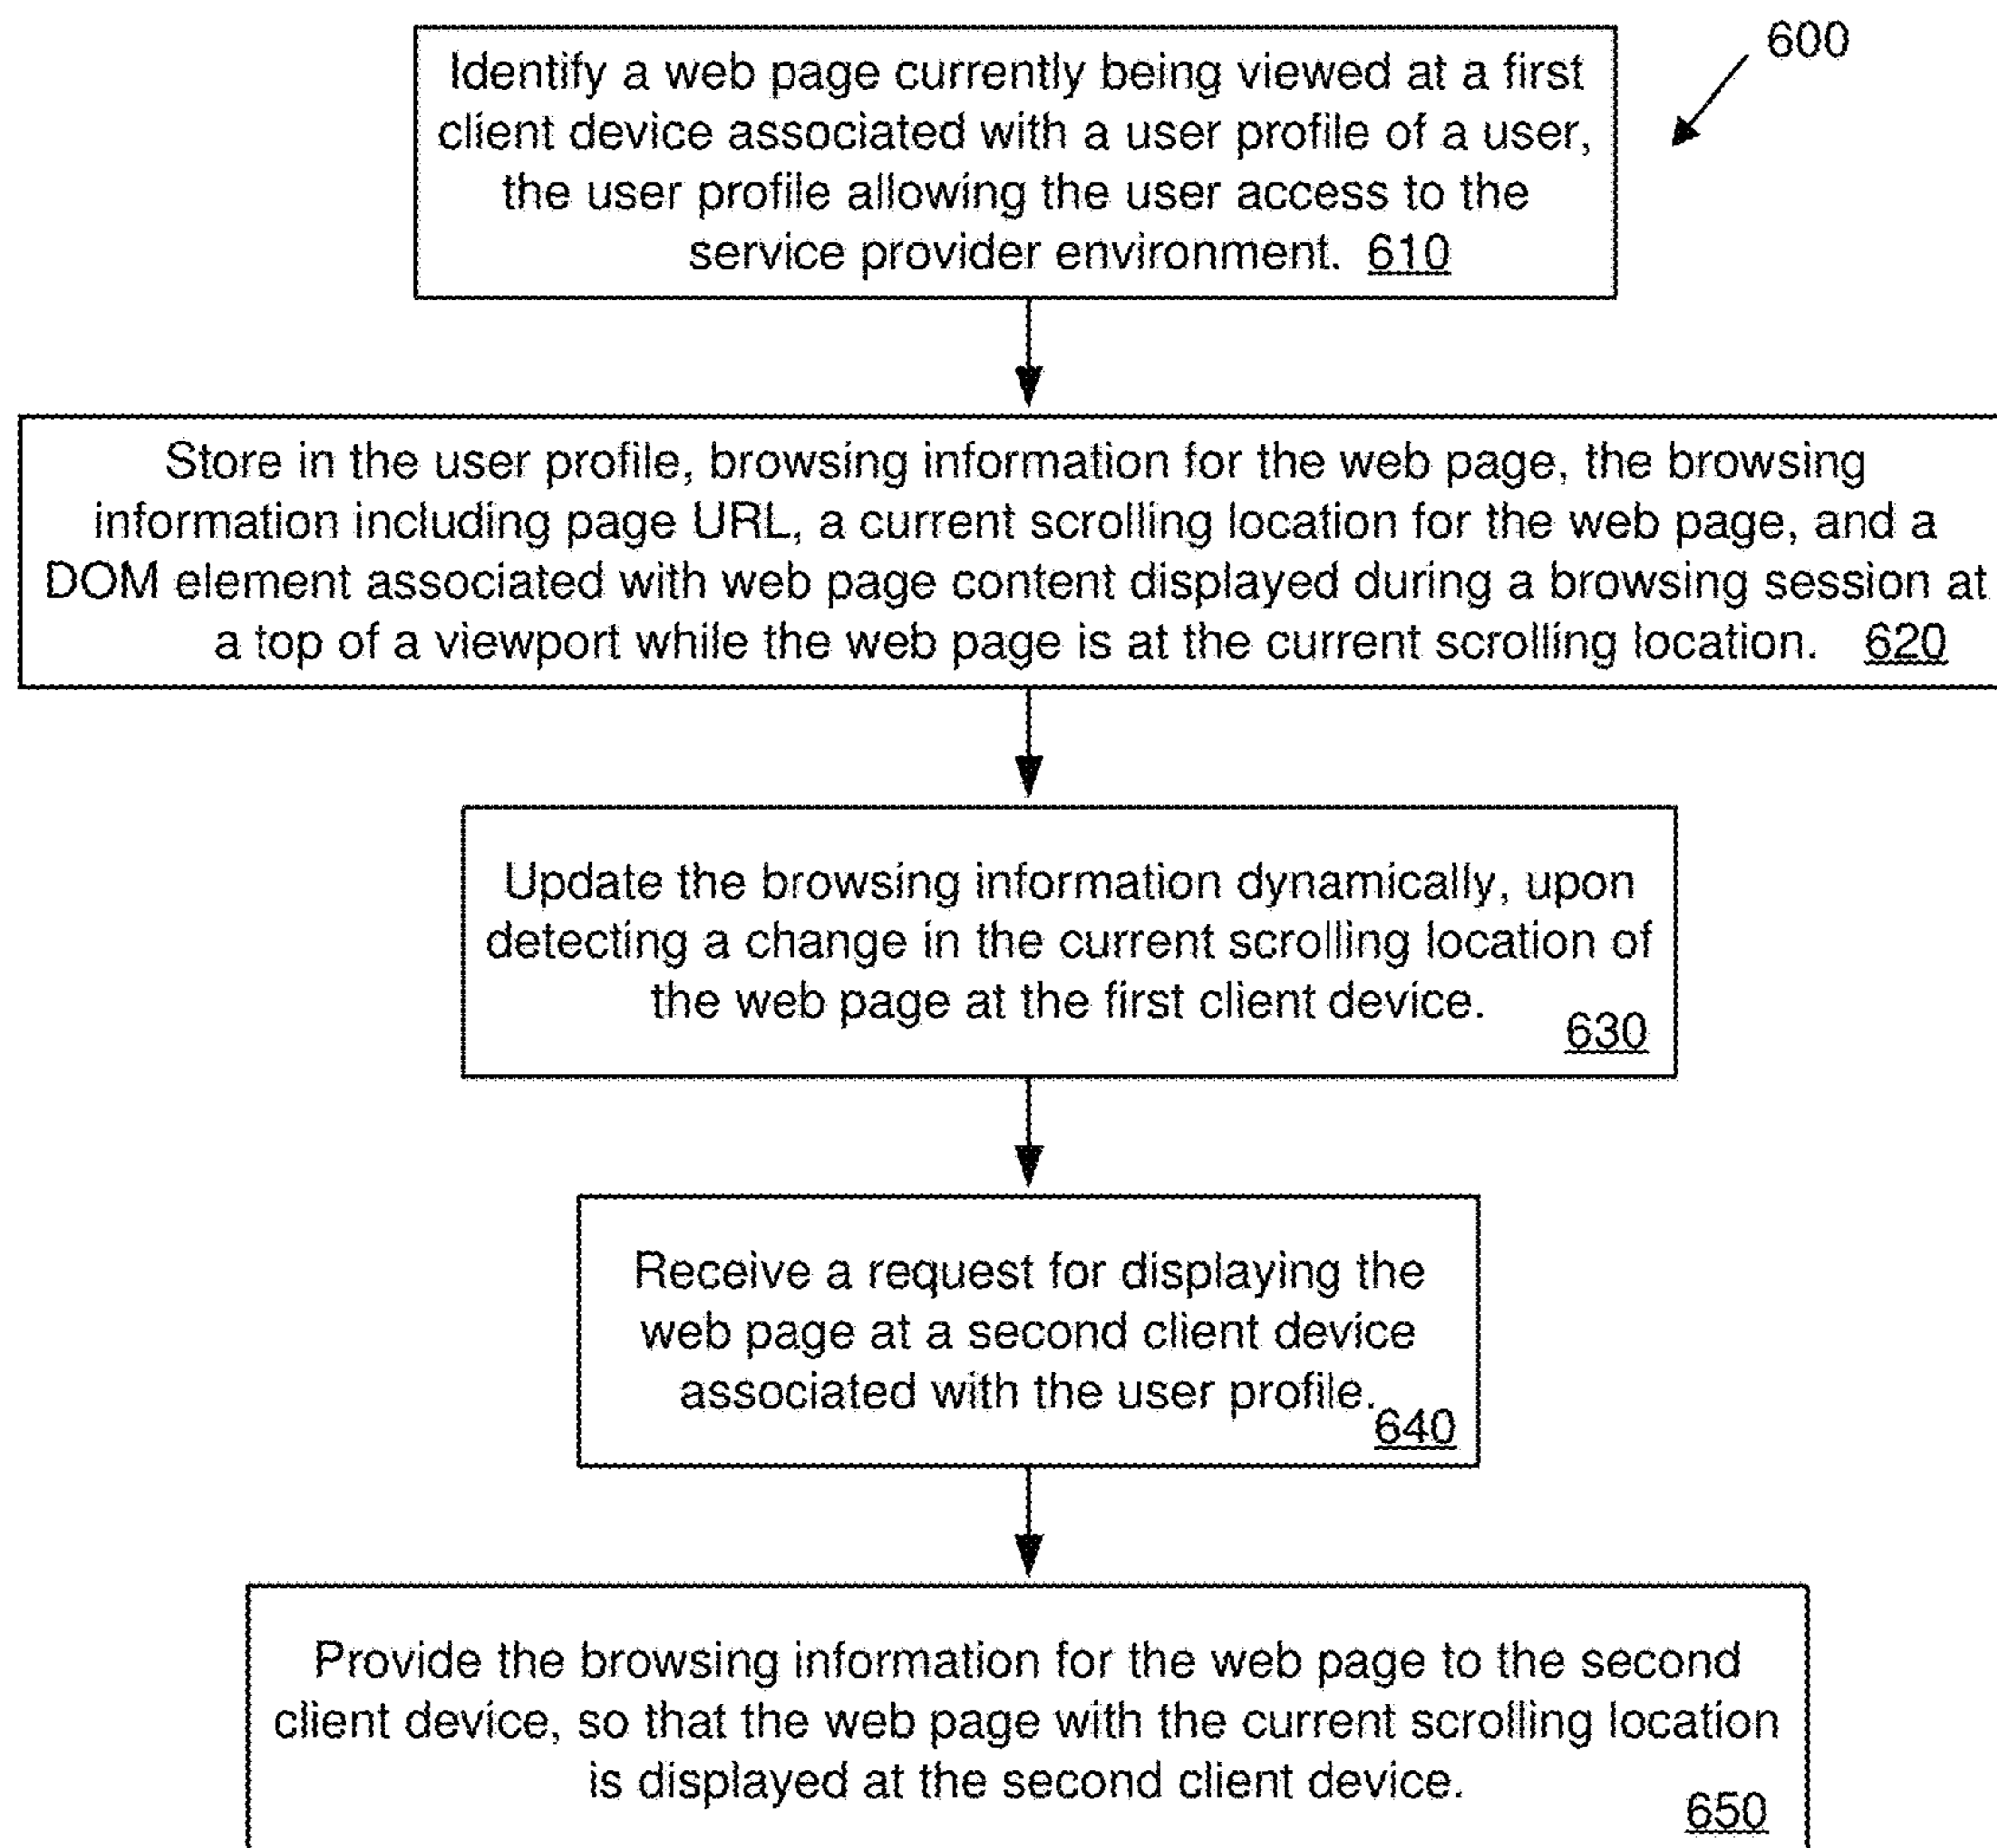 600
Identify a web page currently being viewed at a first
client device associated with a user profile of a user,
the user profile allowing the user access to the
service provider environment. 610
Store in the user profile, browsing information for the web page, the browsing
information including page URL, a current scrolling location for the web page, and a
DOM element associated with web page content displayed during a browsing session at
a top of a viewport while the web page is at the current scrolling location. 620
Update the browsing information dynamically, upon
detecting a change in the current scrolling location of
the web page at the first client device.
630
Receive a request for displaying the
web page at a second client device
associated with the user profile.
640
Provide the browsing information for the web page to the second
client device, so that the web page with the current scrolling location
is displayed at the second client device.
650